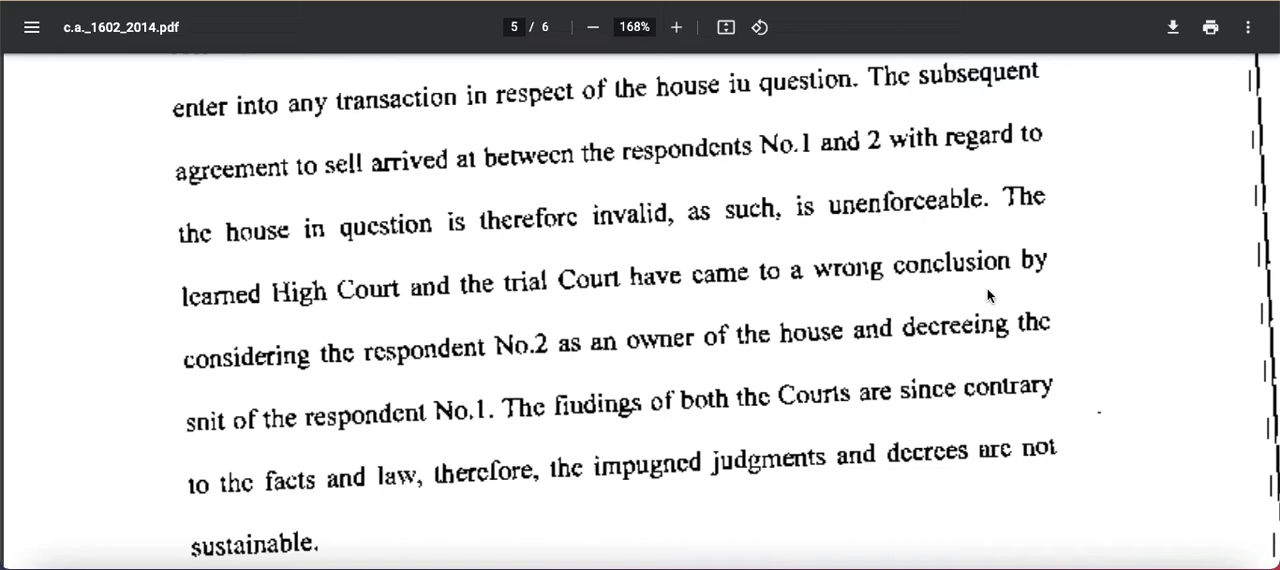 c.a._1602_2014.pdf
5 / 6
168%
enter into any transaction in respect of the house in question. The subsequent
agreement to sell arrived at between the respondents No.1 and 2 with regard to
the house in question is therefore invalid, as such, is unenforceable. The
learned High Court and the trial Court have came to a wrong conclusion by
considering the respondent No.2 as an owner of the house and decreeing the
suit of the respondent No.1. The findings of both the Courts are since contrary
to the facts and law, therefore, the impugned judgments and decrees are not
sustainable.